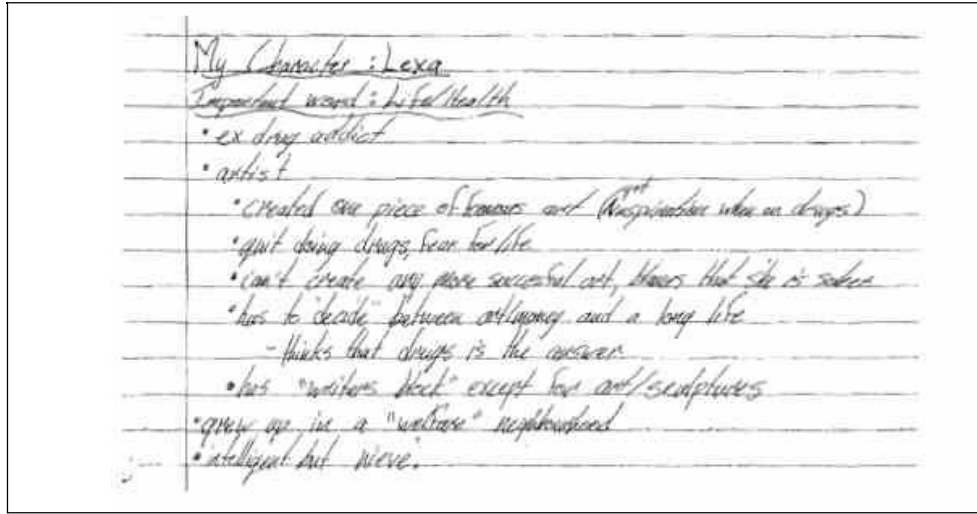 My Character : Lexa
Important word : Life/Health
• ex drug addict
• artist
• created one piece of famous art (got inspiration when on drugs)
• quit doing drugs, fear for life
• can't create any more successful art, blames that she is sober
• has to "decide" between art/money and a long life
- thinks that drugs is the answer
• has "writers block" except for art/sculptures
• grew up in a "welfare" neighbourhood
• intelligent but nieve.